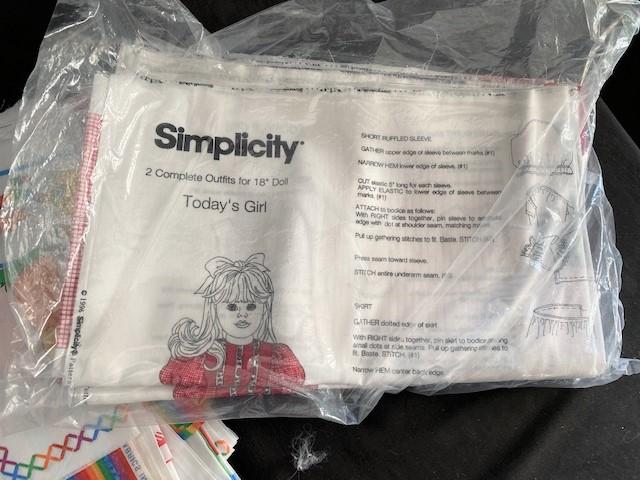 Simplicity
2 Complete Outfits for 18" Doll
Today's Girl
© 1996 Simplicity Pattern
SHORT RUFFLED SLEEVE
GATHER upper edge of sleeve between marks. (#1)
NARROW HEM lower edge of sleeve. (#1)
CUT elastic 5" long for each sleeve.
APPLY ELASTIC to lower edge of sleeve between
marks. (#1)
ATTACH to bodice as follows:
With RIGHT sides together, pin sleeve to
edge with dot at shoulder seam, matching
Pull up gathering stitches to fit. Baste. STITCH
Press seam toward sleeve.
STITCH entire underarm seam.
SKIRT
GATHER dotted edge of skirt
With RIGHT sides together, pin skirt to bodice
small dots at side seams. Pull up gathering stitches to
fit. Baste. STITCH. (#1)
Narrow HEM center back edge.